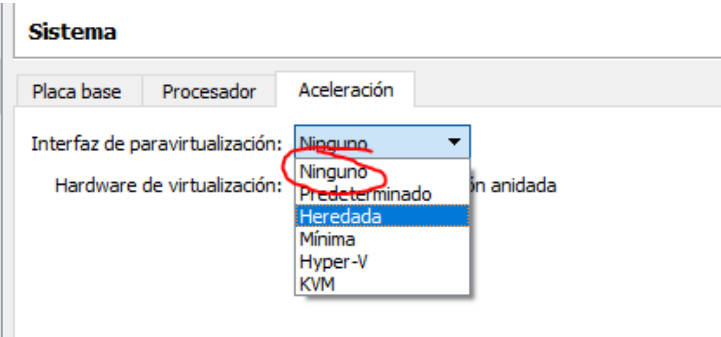 Sistema
Placa base Procesador Aceleración
Interfaz de paravirtualización: Ninguno
Ninguno
Hardware de virtualización: ón anidada
Predeterminado
Heredada
Mínima
Hyper-V
KVM